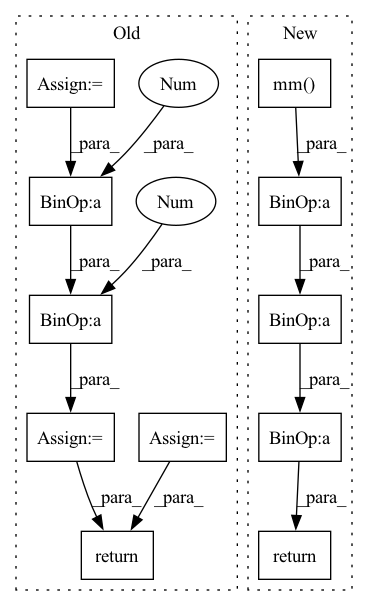 Old
New
Assign:=
Num
mm()
_para_
_para_
_para_
BinOp:a
Num
BinOp:a
_para_
_para_
_para_
BinOp:a
BinOp:a
_para_
_para_
Assign:=
Assign:=
BinOp:a
_para_
_para_
_para_
return
return